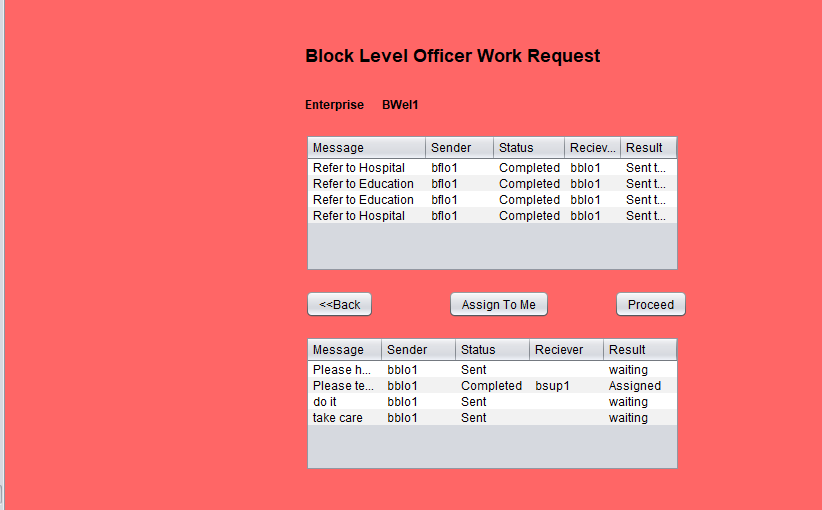 Block Level Officer Work Request
Enterprise BWel1
Message Sender Status Reciev... Result
Refer to Hospital bflo1 Completed bblo1 Sent t...
Refer to Education bflo1 Completed bblo1 Sent t...
Refer to Education bflo1 Completed bblo1 Sent t...
Refer to Hospital bflo1 Completed bblo1 Sent t...
<<Back Assign To Me Proceed
Message Sender Status Reciever Result
Please h... bblo1 Sent waiting
Please te... bblo1 Completed bsup1 Assigned
do it bblo1 Sent waiting
take care bblo1 Sent waiting